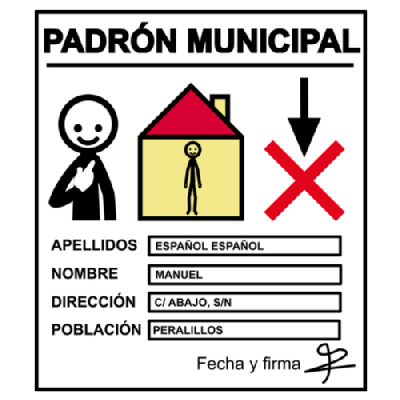 PADRÓN MUNICIPAL
APELLIDOS ESPAÑOL ESPAÑOL
NOMBRE MANUEL
DIRECCIÓN C/ ABAJO, S/N
POBLACIÓN PERALILLOS
Fecha y firma